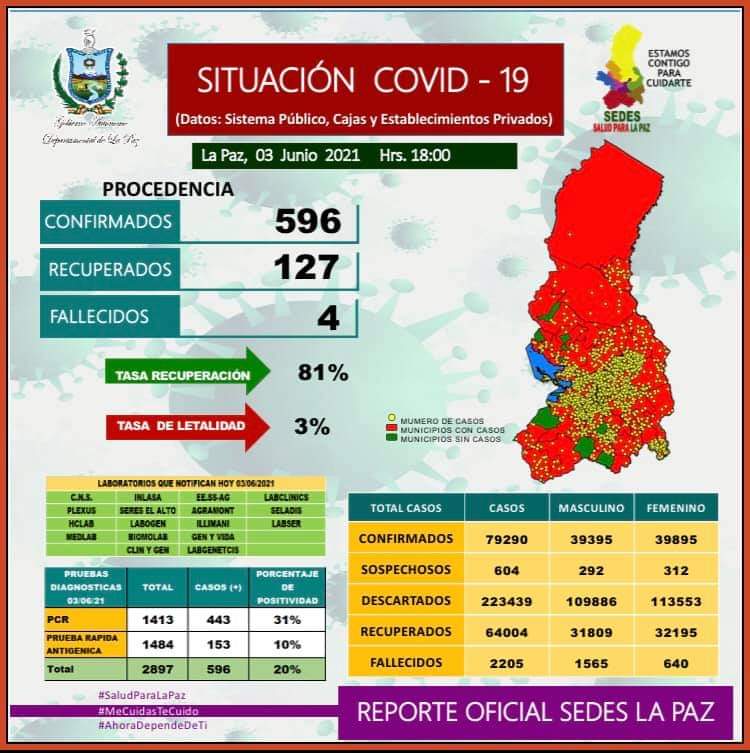 Gobierno Autonomo
Departamental de La Paz
SITUACIÓN COVID - 19
(Datos: Sistema Público, Cajas y Establecimientos Privados)
ESTAMOS
CONTIGO
PARA
CUIDARTE
SEDES
SALUD PARA LA PAZ
La Paz, 03 Junio 2021 Hrs. 18:00
PROCEDENCIA
CONFIRMADOS 596
RECUPERADOS 127
FALLECIDOS 4
TASA RECUPERACIÓN 81%
TASA DE LETALIDAD 3%
MUMERO DE CASOS
MUNICIPIOS CON CASOS
MUNICIPIOS SIN CASOS
LABORATORIOS QUE NOTIFICAN HOY 03/06/2021
C.N.S. INLASA EE.SS-AG LABCLINICS
PLEXUS SERES EL ALTO AGRAMONT SELADIS
HCLAB LABOGEN ILLIMANI LABSER
MEDLAB BIOMOLAB GEN Y VIDA
CLIN Y GEN LABGENETCIS
PRUEBAS DIAGNOSTICAS 03/06/21 TOTAL CASOS (+) PORCENTAJE DE POSITIVIDAD
PCR 1413 443 31%
PRUEBA RAPIDA ANTIGENICA 1484 153 10%
Total 2897 596 20%
TOTAL CASOS CASOS MASCULINO FEMENINO
CONFIRMADOS 79290 39395 39895
SOSPECHOSOS 604 292 312
DESCARTADOS 223439 109886 113553
RECUPERADOS 64004 31809 32195
FALLECIDOS 2205 1565 640
#SaludParaLaPaz
#MeCuidasTeCuido
#AhoraDependeDeTi
REPORTE OFICIAL SEDES LA PAZ